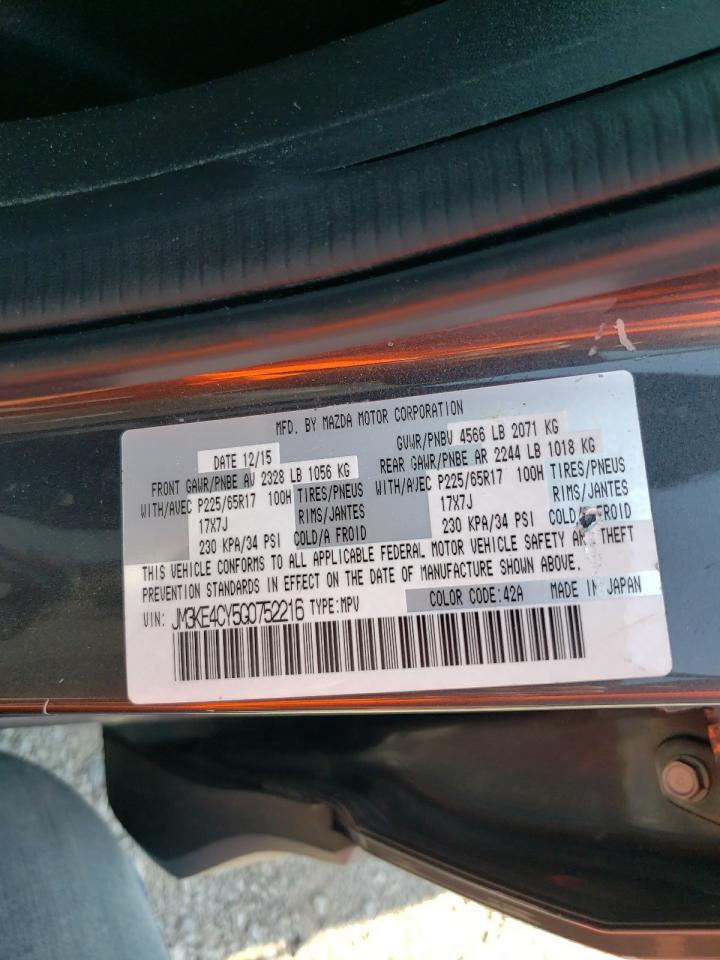 MFD. BY MAZDA MOTOR CORPORATION
DATE 12/15 GVWR/PNBV 4566 LB 2071 KG
FRONT GAWR/PNBE AV 2328 LB 1056 KG REAR GAWR/PNBE AR 2244 LB 1018 KG
WITH/AVEC P225/65R17 100H TIRES/PNEUS WITH/AVEC P225/65R17 100H TIRES/PNEUS
17X7J RIMS/JANTES 17X7J RIMS/JANTES
230 KPA/34 PSI COLD/A FROID 230 KPA/34 PSI COLD/ FROID
THIS VEHICLE CONFORMS TO ALL APPLICABLE FEDERAL MOTOR VEHICLE SAFETY AN THEFT
PREVENTION STANDARDS IN EFFECT ON THE DATE OF MANUFACTURE SHOWN ABOVE.
VIN: JM3KE4CY5G0752216 TYPE:MPV COLOR CODE:42A MADE IN JAPAN